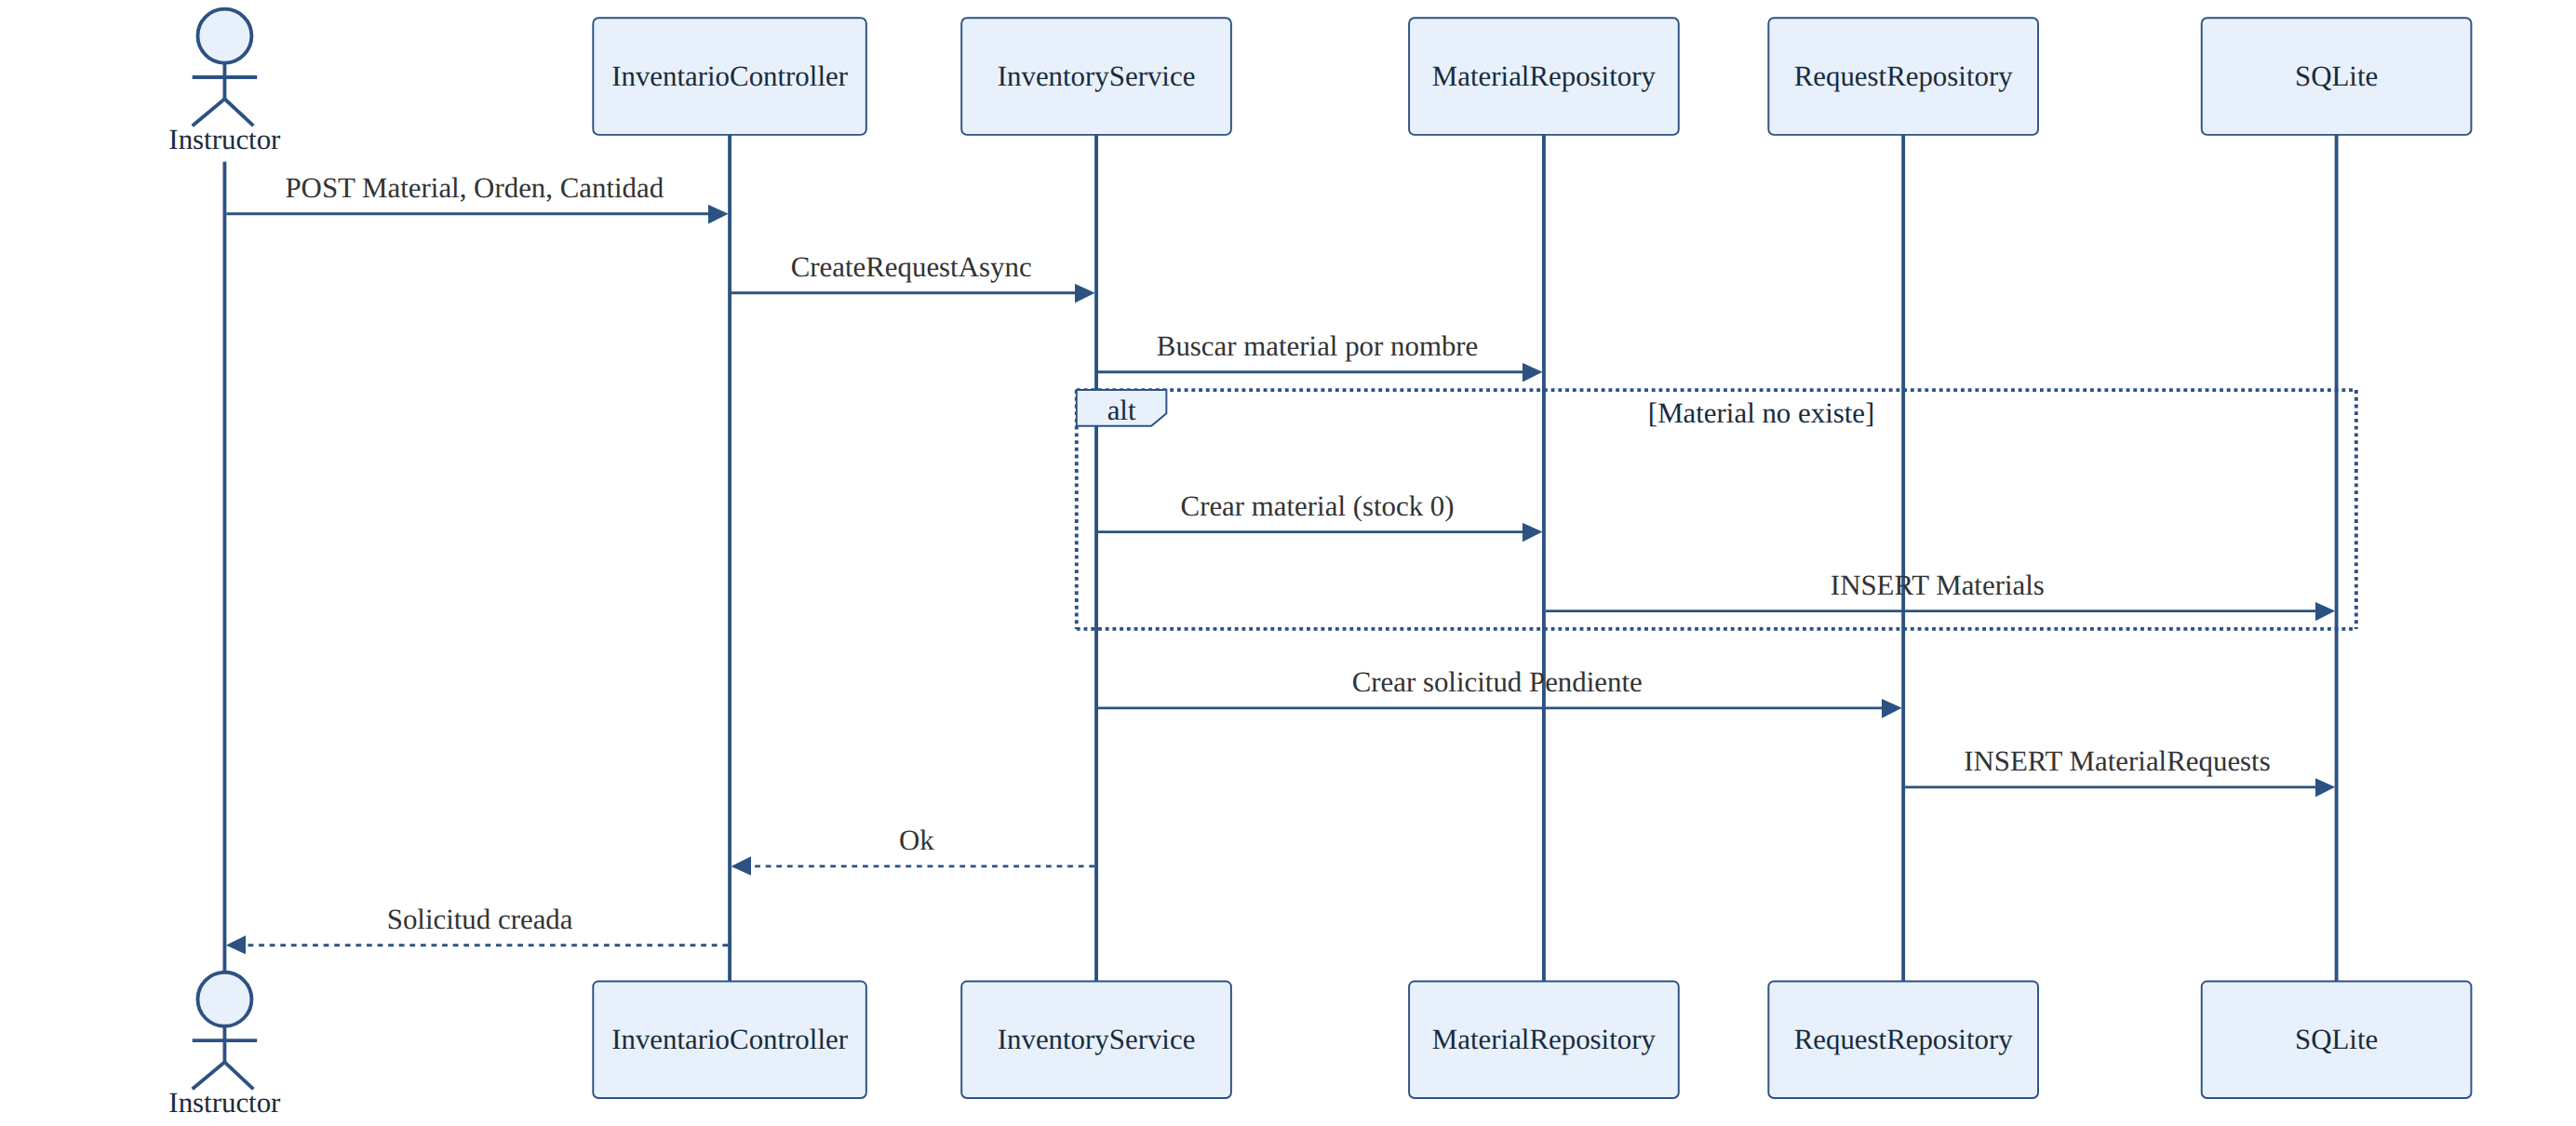 Instructor
InventarioController
InventoryService
MaterialRepository
RequestRepository
SQLite
POST Material, Orden, Cantidad
CreateRequestAsync
Buscar material por nombre
alt
[Material no existe]
Crear material (stock 0)
INSERT Materials
Crear solicitud Pendiente
INSERT MaterialRequests
Ok
Solicitud creada
Instructor
InventarioController
InventoryService
MaterialRepository
RequestRepository
SQLite